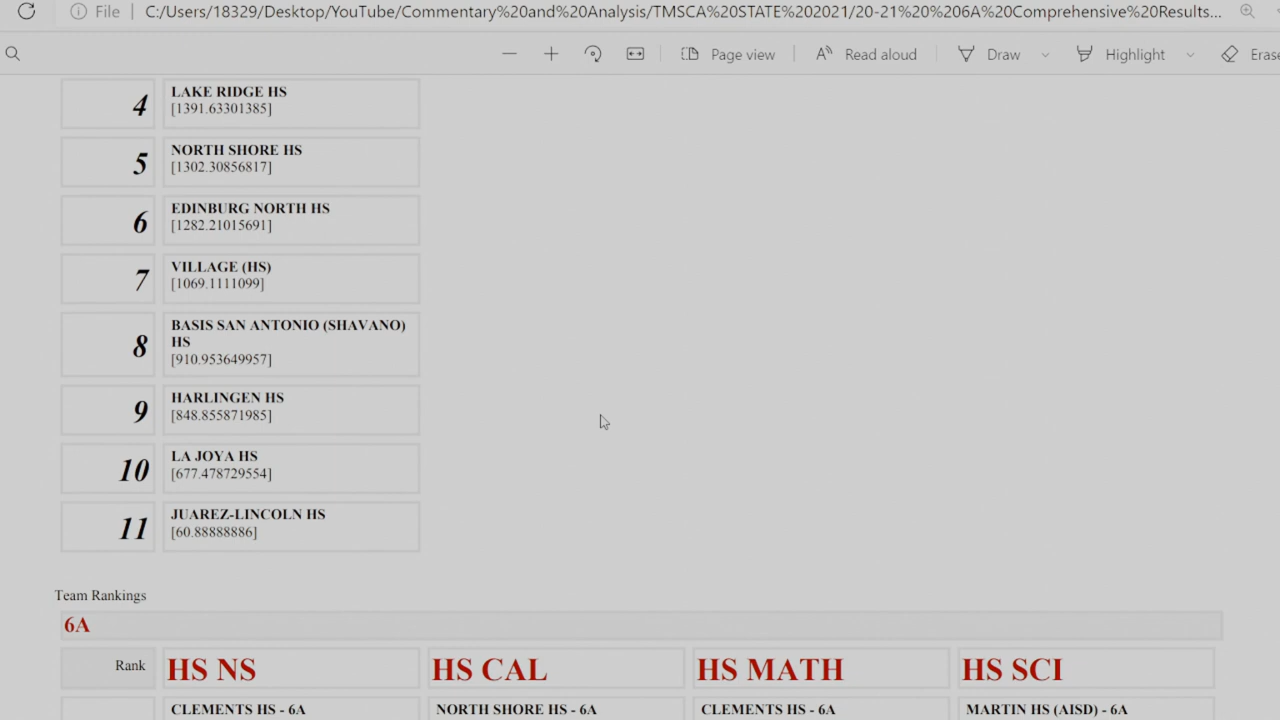 File C:/Users/18329/Desktop/YouTube/Commentary%20and%20Analysis/TMSCA%20STATE%202021/20-21%20%206A%20Comprehensive%20Results...
Page view Read aloud Draw Highlight Erase
4 LAKE RIDGE HS
[1391.63301385]
5 NORTH SHORE HS
[1302.30856817]
6 EDINBURG NORTH HS
[1282.21015691]
7 VILLAGE (HS)
[1069.1111099]
8 BASIS SAN ANTONIO (SHAVANO)
HS
[910.953649957]
9 HARLINGEN HS
[848.855871985]
10 LA JOYA HS
[677.478729554]
11 JUAREZ-LINCOLN HS
[60.88888886]
Team Rankings
6A
Rank HS NS HS CAL HS MATH HS SCI
CLEMENTS HS - 6A NORTH SHORE HS - 6A CLEMENTS HS - 6A MARTIN HS (AISD) - 6A